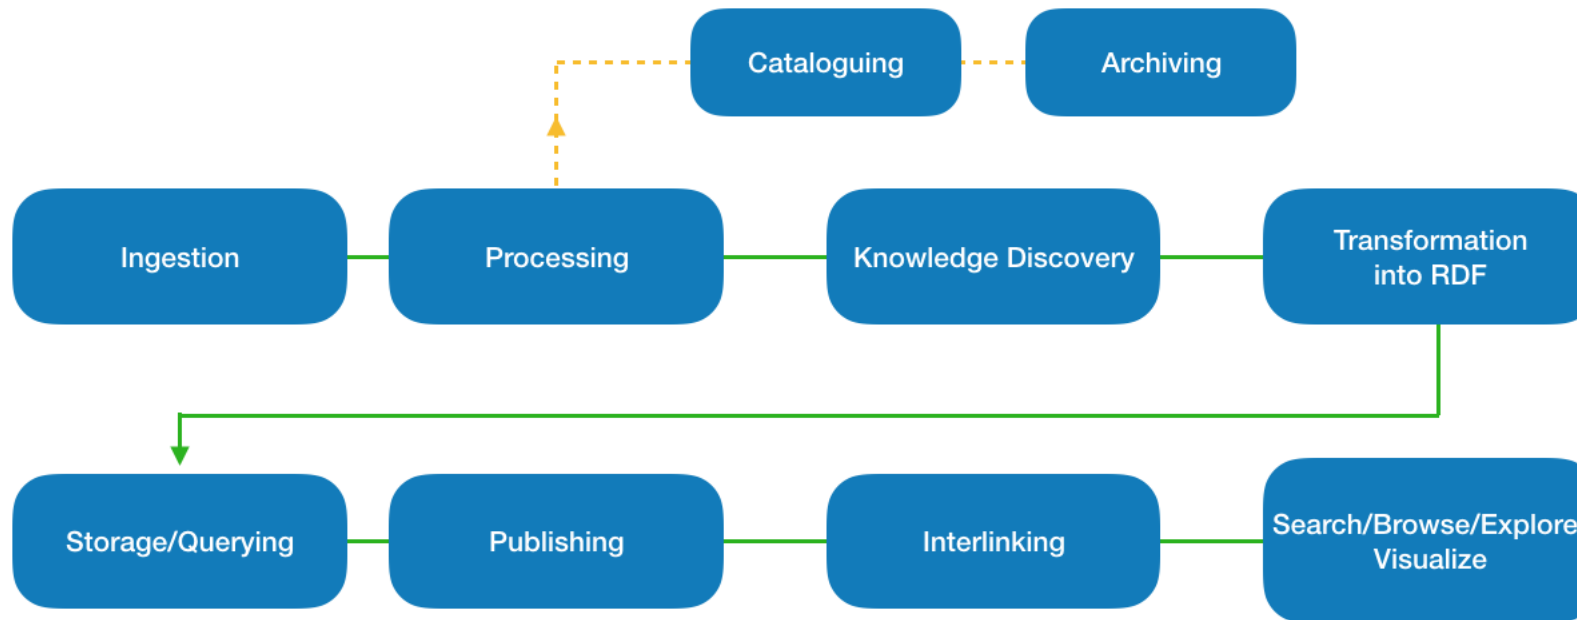 Cataloguing
Archiving
Ingestion
Processing
Knowledge Discovery
Transformation
into RDF
Storage/Querying
Publishing
Interlinking
Search/Browse/Explore
Visualize